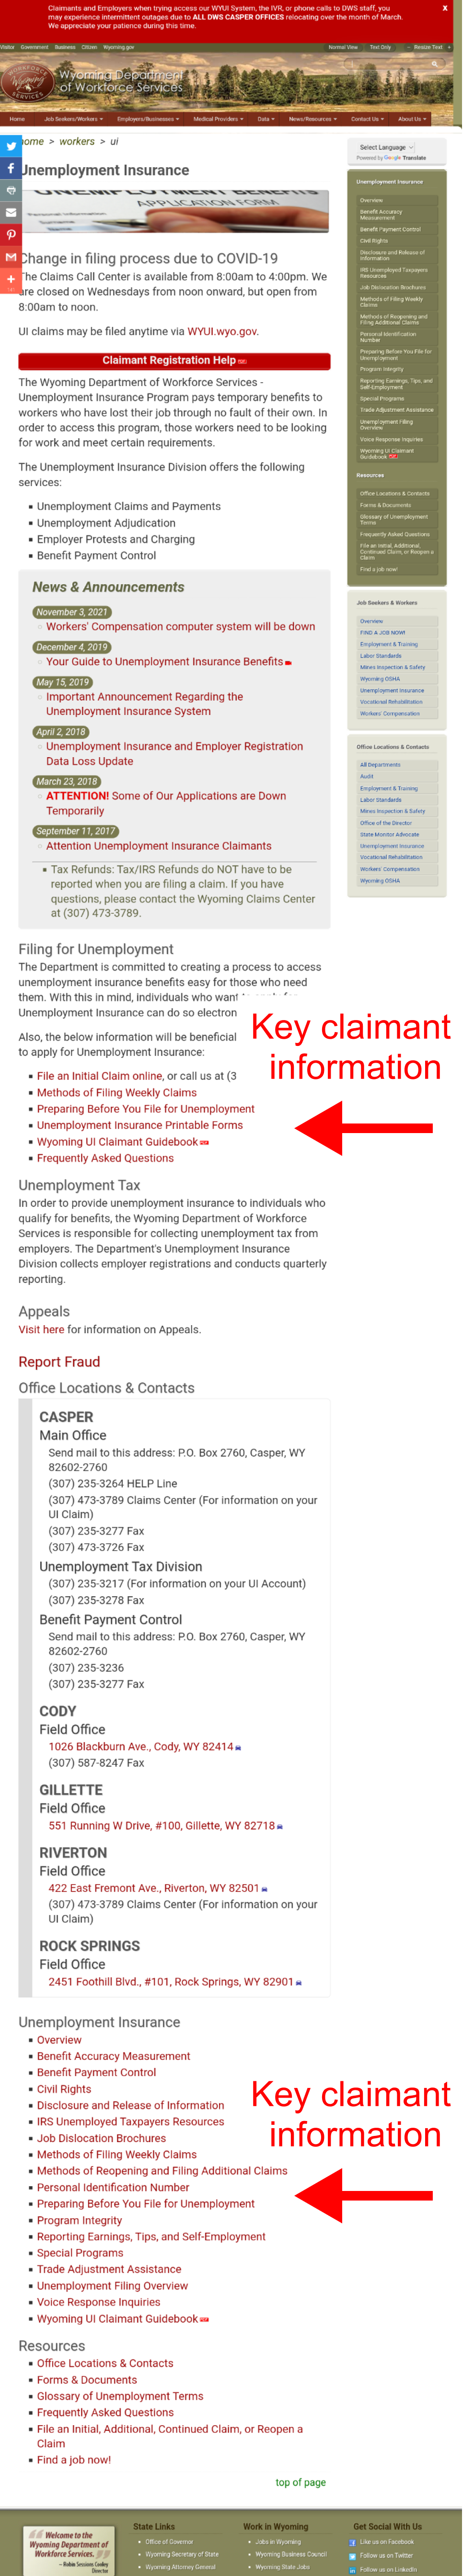 Claimants and Employers when trying access our WYUI System, the IVR, or phone calls to DWS staff, you
may experience intermittent outages due to ALL DWS CASPER OFFICES relocating over the month of March.
We appreciate your patience during this time.
X
Visitor Government Business Citizen Wyoming.gov
Normal View Text Only - Resize Text +
Wyoming Department
of Workforce Services
Home Job Seekers/Workers Employers/Businesses Medical Providers Data News/Resources Contact Us About Us
ome > workers > ui
Unemployment Insurance
UNEMPLOYMENT BENEFITS
APPLICATION FORM
Change in filing process due to COVID-19
The Claims Call Center is available from 8:00am to 4:00pm. We
are closed on Wednesdays from noon onward, but open from
8:00am to noon.
UI claims may be filed anytime via WYUI.wyo.gov.
Claimant Registration Help
The Wyoming Department of Workforce Services -
Unemployment Insurance Program pays temporary benefits to
workers who have lost their job through no fault of their own. In
order to access this program, those workers need to be looking
for work and meet certain requirements.
The Unemployment Insurance Division offers the following
services:
Unemployment Claims and Payments
Unemployment Adjudication
Employer Protests and Charging
Benefit Payment Control
News & Announcements
November 3, 2021
Workers' Compensation computer system will be down
December 4, 2019
Your Guide to Unemployment Insurance Benefits
May 15, 2019
Important Announcement Regarding the
Unemployment Insurance System
April 2, 2018
Unemployment Insurance and Employer Registration
Data Loss Update
March 23, 2018
ATTENTION! Some of Our Applications are Down
Temporarily
September 11, 2017
Attention Unemployment Insurance Claimants
Tax Refunds: Tax/IRS Refunds do NOT have to be
reported when you are filing a claim. If you have
questions, please contact the Wyoming Claims Center
at (307) 473-3789.
Filing for Unemployment
The Department is committed to creating a process to access
unemployment insurance benefits easy for those who need
them. With this in mind, individuals who want to apply for
Unemployment Insurance can do so electron
Also, the below information will be beneficial
to apply for Unemployment Insurance:
File an Initial Claim online, or call us at (3
Methods of Filing Weekly Claims
Preparing Before You File for Unemployment
Unemployment Insurance Printable Forms
Wyoming UI Claimant Guidebook
Frequently Asked Questions
Key claimant
information
Unemployment Tax
In order to provide unemployment insurance to individuals who
qualify for benefits, the Wyoming Department of Workforce
Services is responsible for collecting unemployment tax from
employers. The Department's Unemployment Insurance
Division collects employer registrations and conducts quarterly
reporting.
Appeals
Visit here for information on Appeals.
Report Fraud
Office Locations & Contacts
CASPER
Main Office
Send mail to this address: P.O. Box 2760, Casper, WY
82602-2760
(307) 235-3264 HELP Line
(307) 473-3789 Claims Center (For information on your
UI Claim)
(307) 235-3277 Fax
(307) 473-3726 Fax
Unemployment Tax Division
(307) 235-3217 (For information on your UI Account)
(307) 235-3278 Fax
Benefit Payment Control
Send mail to this address: P.O. Box 2760, Casper, WY
82602-2760
(307) 235-3236
(307) 235-3277 Fax
CODY
Field Office
1026 Blackburn Ave., Cody, WY 82414
(307) 587-8247 Fax
GILLETTE
Field Office
551 Running W Drive, #100, Gillette, WY 82718
RIVERTON
Field Office
422 East Fremont Ave., Riverton, WY 82501
(307) 473-3789 Claims Center (For information on your
UI Claim)
ROCK SPRINGS
Field Office
2451 Foothill Blvd., #101, Rock Springs, WY 82901
Unemployment Insurance
Overview
Benefit Accuracy Measurement
Benefit Payment Control
Civil Rights
Disclosure and Release of Information
IRS Unemployed Taxpayers Resources
Job Dislocation Brochures
Methods of Filing Weekly Claims
Methods of Reopening and Filing Additional Claims
Personal Identification Number
Preparing Before You File for Unemployment
Program Integrity
Reporting Earnings, Tips, and Self-Employment
Special Programs
Trade Adjustment Assistance
Unemployment Filing Overview
Voice Response Inquiries
Wyoming UI Claimant Guidebook
Key claimant
information
Resources
Office Locations & Contacts
Forms & Documents
Glossary of Unemployment Terms
Frequently Asked Questions
File an Initial, Additional, Continued Claim, or Reopen a
Claim
Find a job now!
top of page
Select Language
Powered by Google Translate
Unemployment Insurance
Overview
Benefit Accuracy
Measurement
Benefit Payment Control
Civil Rights
Disclosure and Release of
Information
IRS Unemployed Taxpayers
Resources
Job Dislocation Brochures
Methods of Filing Weekly
Claims
Methods of Reopening and
Filing Additional Claims
Personal Identification
Number
Preparing Before You File for
Unemployment
Program Integrity
Reporting Earnings, Tips, and
Self-Employment
Special Programs
Trade Adjustment Assistance
Unemployment Filing
Overview
Voice Response Inquiries
Wyoming UI Claimant
Guidebook
Resources
Office Locations & Contacts
Forms & Documents
Glossary of Unemployment
Terms
Frequently Asked Questions
File an Initial, Additional,
Continued Claim, or Reopen a
Claim
Find a job now!
Job Seekers & Workers
Overview
FIND A JOB NOW!
Employment & Training
Labor Standards
Mines Inspection & Safety
Wyoming OSHA
Unemployment Insurance
Vocational Rehabilitation
Workers' Compensation
Office Locations & Contacts
All Departments
Audit
Employment & Training
Labor Standards
Mines Inspection & Safety
Office of the Director
State Monitor Advocate
Unemployment Insurance
Vocational Rehabilitation
Workers' Compensation
Wyoming OSHA
Welcome to the
Wyoming Department of
Workforce Services.
- Robin Sessions Cooley
Director
State Links
Office of Governor
Wyoming Secretary of State
Wyoming Attorney General
Work in Wyoming
Jobs in Wyoming
Wyoming Business Council
Wyoming State Jobs
Get Social With Us
Like us on Facebook
Follow us on Twitter
Follow us on LinkedIn